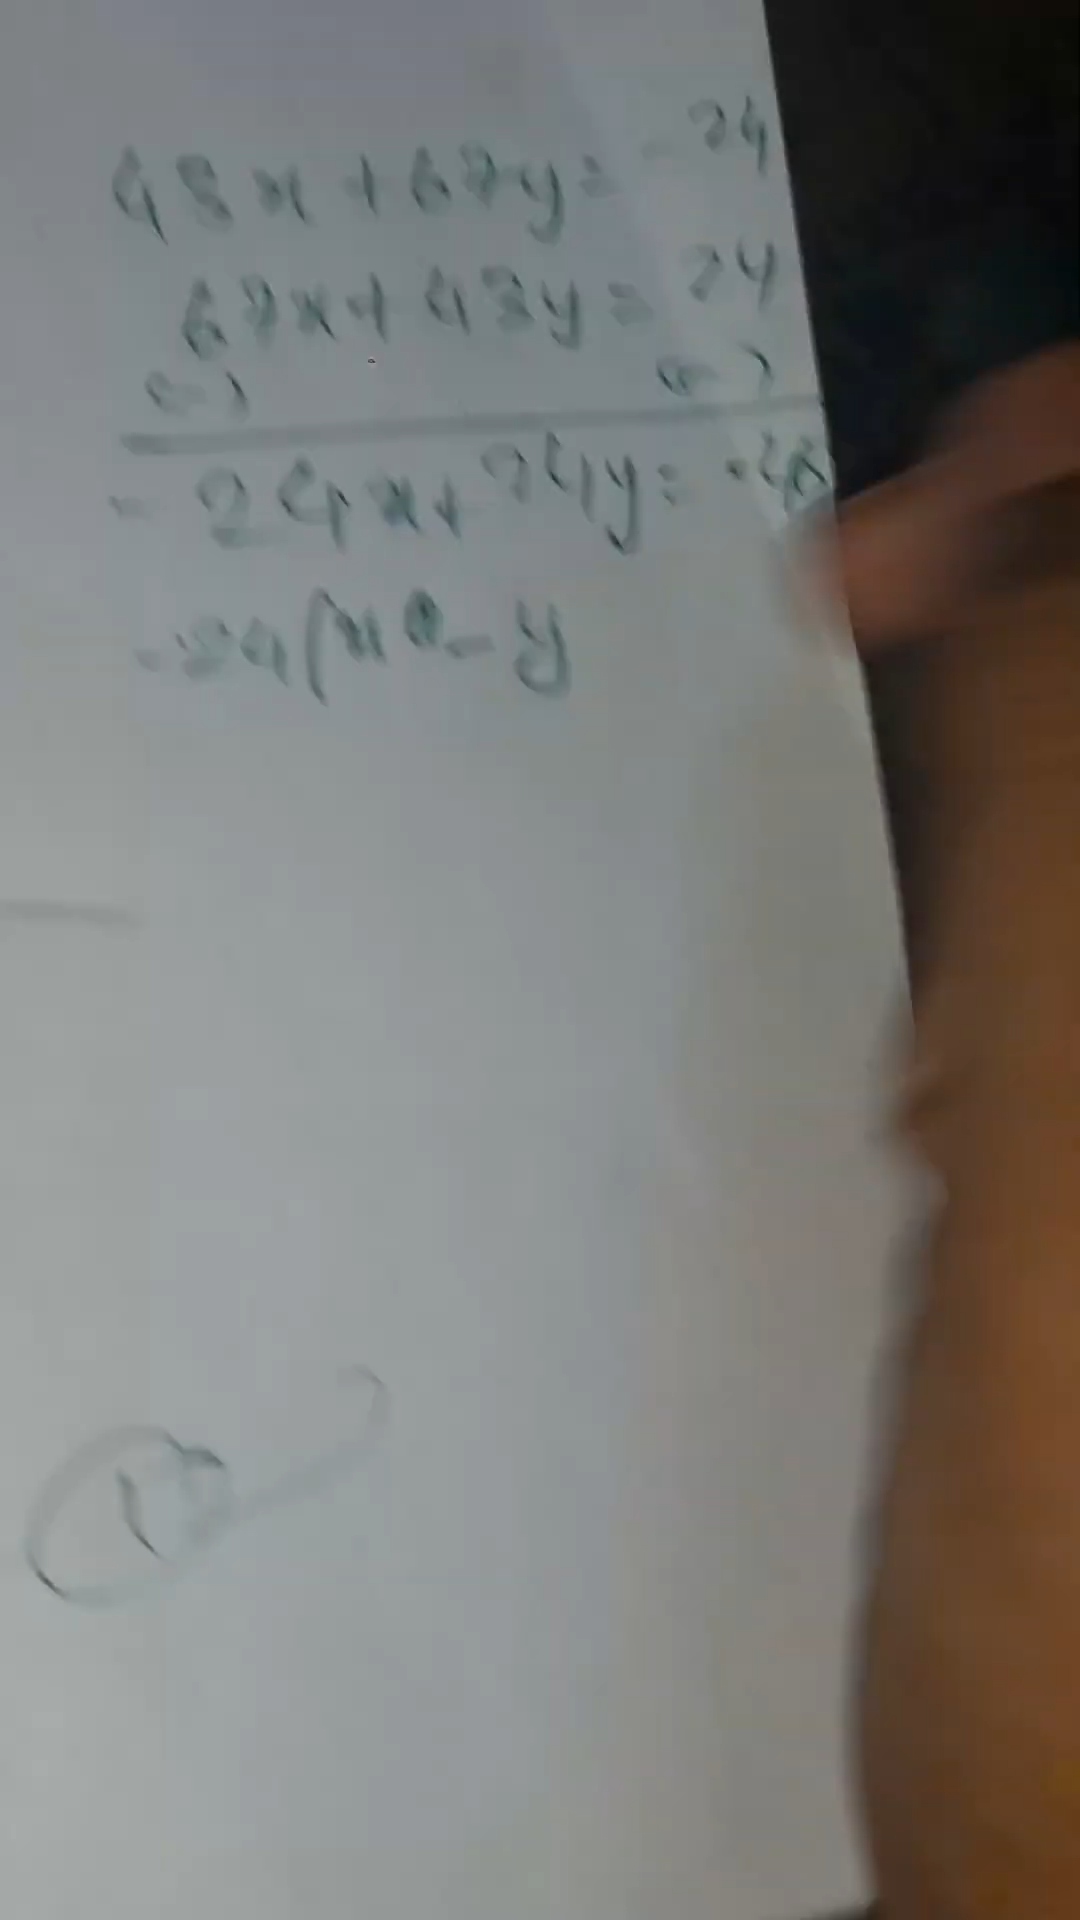 43x + 67y = - 24
67x + 43y = 24
(-) (-)
- 24x + 24y = -48
-24(x - y